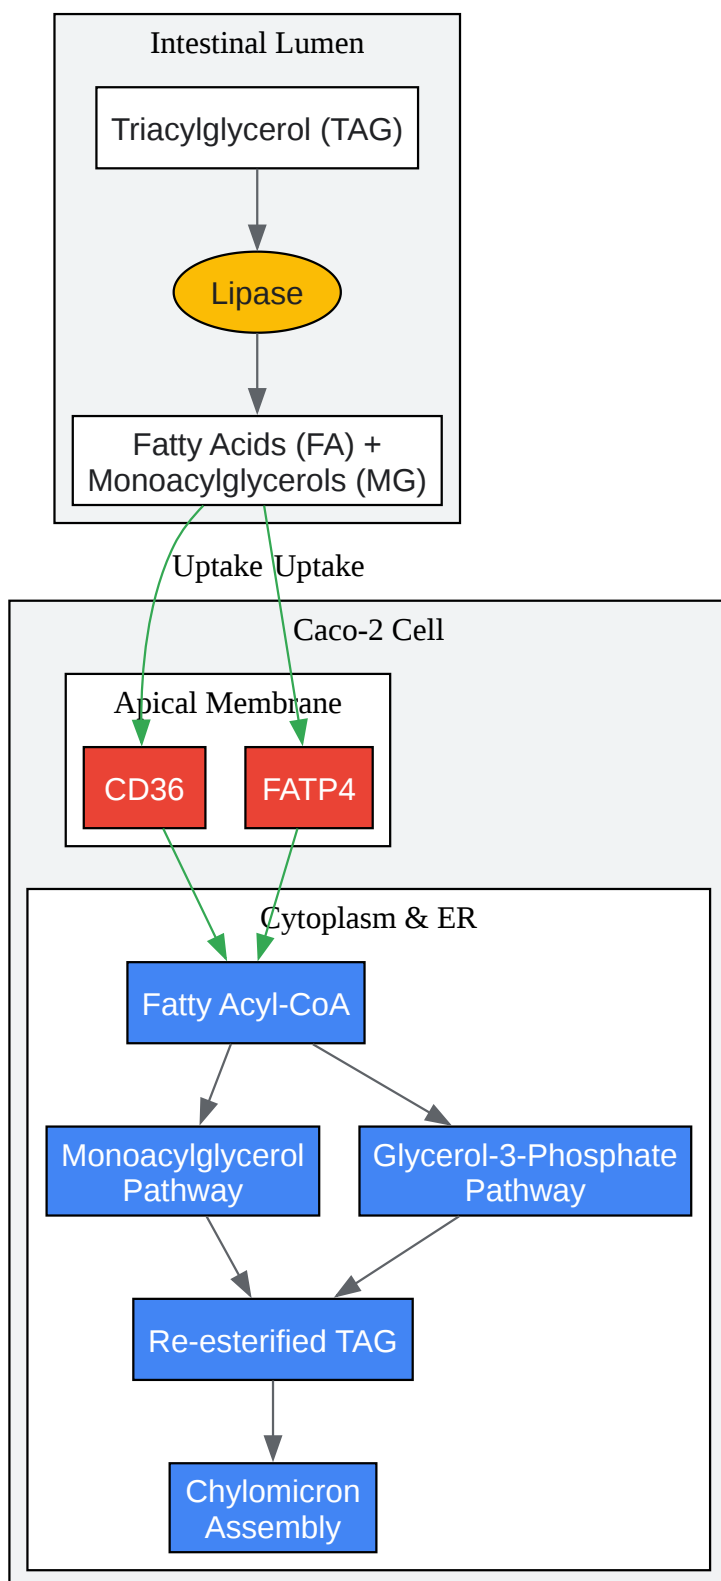 Intestinal Lumen
Triacylglycerol (TAG)
Lipase
Fatty Acids (FA) +
Monoacylglycerols (MG)
Uptake Uptake
Caco-2 Cell
Apical Membrane
CD36
FATP4
Cytoplasm & ER
Fatty Acyl-CoA
Monoacylglycerol
Pathway
Glycerol-3-Phosphate
Pathway
Re-esterified TAG
Chylomicron
Assembly